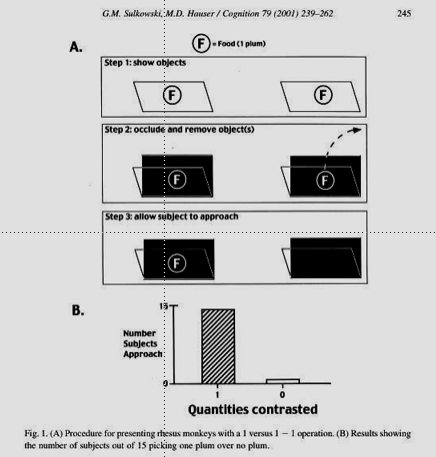 G.M. Sulkowski, M.D. Hauser / Cognition 79 (2001) 239–262 245
A.
F = Food (1 plum)
Step 1: show objects
F F
Step 2: occlude and remove object(s)
F F
Step 3: allow subject to approach
F
B.
15
Number
Subjects
Approach
0
1 0
Quantities contrasted
Fig. 1. (A) Procedure for presenting rhesus monkeys with a 1 versus 1 − 1 operation. (B) Results showing
the number of subjects out of 15 picking one plum over no plum.